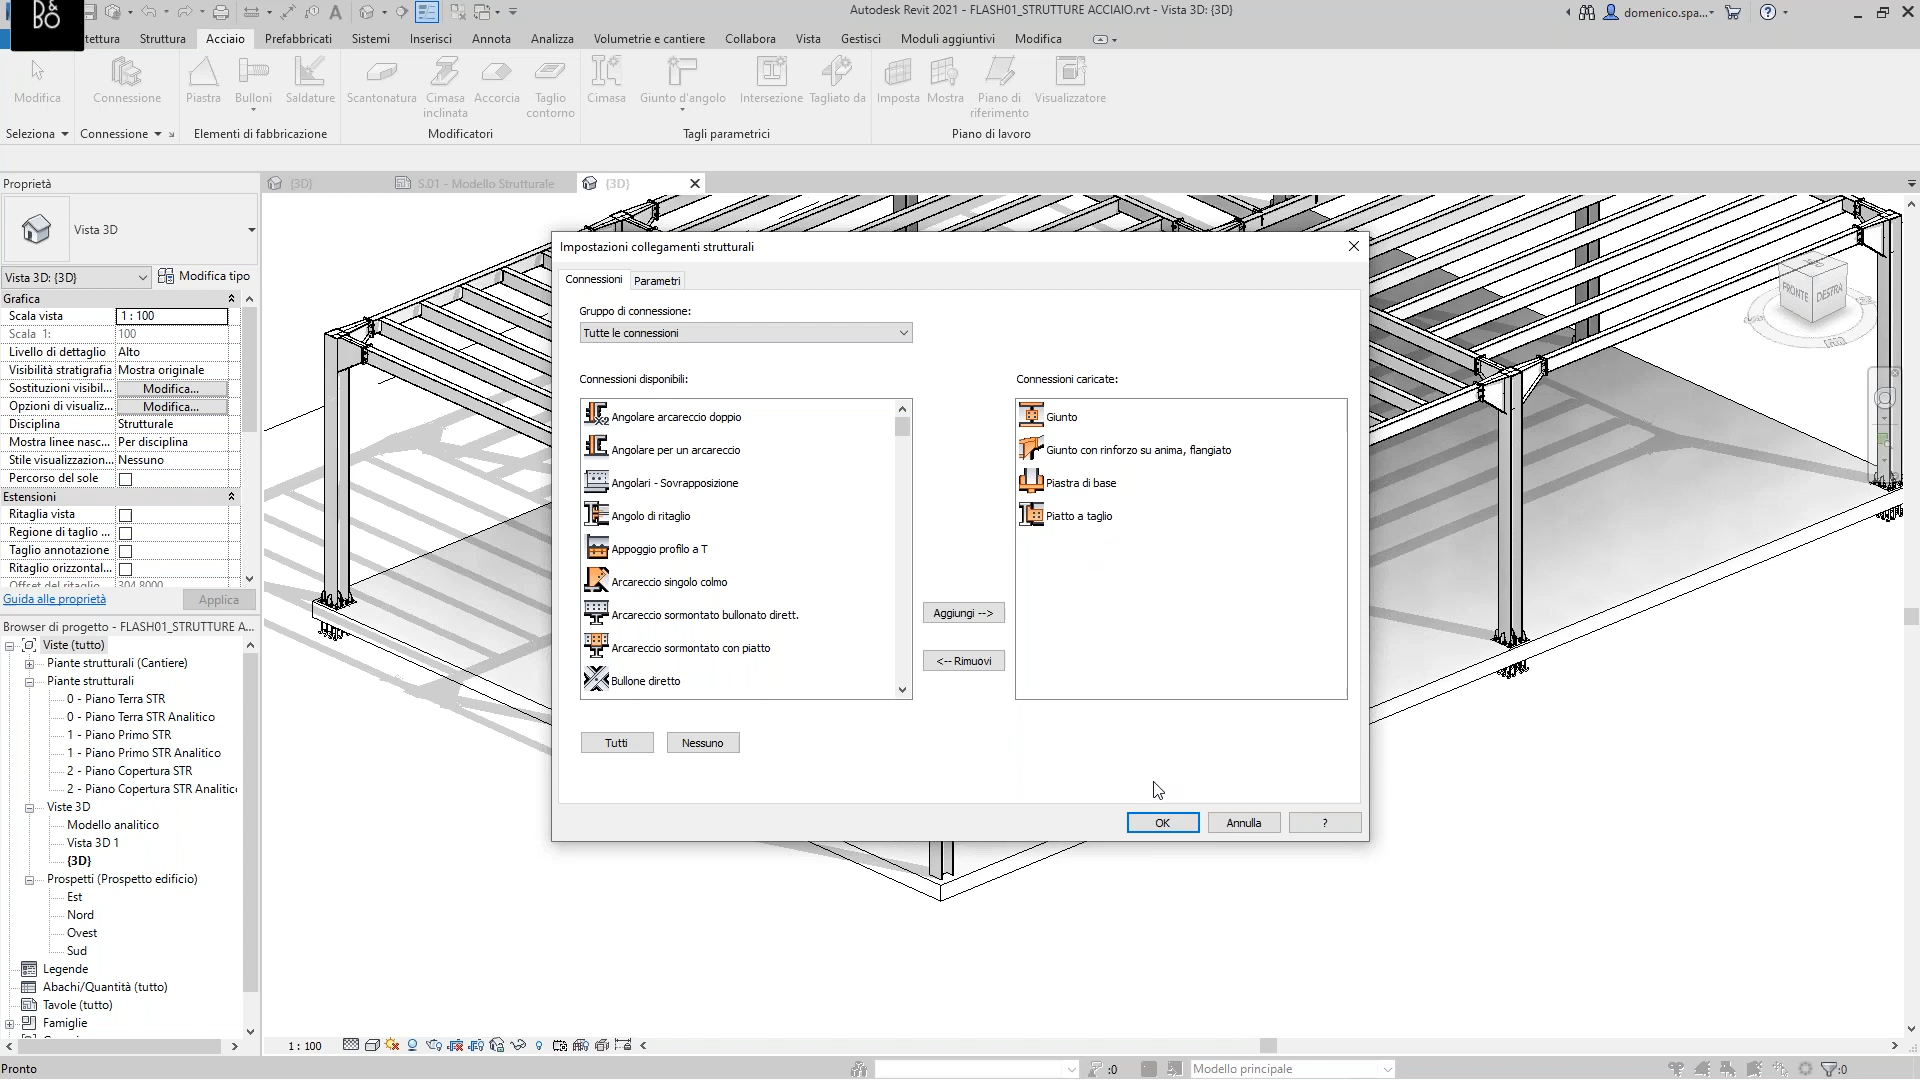 B&BO
Autodesk Revit 2021 - FLASH01_STRUTTURE ACCIAIO.rvt - Vista 3D: {3D}
domenico.spa...
tettura Struttura Acciaio Prefabbricati Sistemi Inserisci Annota Analizza Volumetrie e cantiere Collabora Vista Gestisci Moduli aggiuntivi Modifica
Modifica Connessione Piastra Bulloni Saldature Scantonatura Cimasa inclinata Accorcia Taglio contorno Cimasa Giunto d'angolo Intersezione Tagliato da Imposta Mostra Piano di riferimento Visualizzatore
Seleziona Connessione Elementi di fabbricazione Modificatori Tagli parametrici Piano di lavoro
Proprietà
{3D} S.01 - Modello Strutturale {3D}
Vista 3D
Vista 3D: {3D} Modifica tipo
Grafica
Scala vista 1 : 100
Scala 1: 100
Livello di dettaglio Alto
Visibilità stratigrafia Mostra originale
Sostituzioni visibil... Modifica...
Opzioni di visualiz... Modifica...
Disciplina Strutturale
Mostra linee nasc... Per disciplina
Stile visualizzazion... Nessuno
Percorso del sole
Estensioni
Ritaglia vista
Regione di taglio ...
Taglio annotazione
Ritaglio orizzontal...
Offset del ritaglio 304.8000
Guida alle proprietà Applica
Browser di progetto - FLASH01_STRUTTURE A...
Viste (tutto)
Piante strutturali (Cantiere)
Piante strutturali
0 - Piano Terra STR
0 - Piano Terra STR Analitico
1 - Piano Primo STR
1 - Piano Primo STR Analitico
2 - Piano Copertura STR
2 - Piano Copertura STR Analitic
Viste 3D
Modello analitico
Vista 3D 1
{3D}
Prospetti (Prospetto edificio)
Est
Nord
Ovest
Sud
Legende
Abachi/Quantità (tutto)
Tavole (tutto)
Famiglie
Impostazioni collegamenti strutturali
Connessioni Parametri
Gruppo di connessione:
Tutte le connessioni
Connessioni disponibili:
Angolare arcareccio doppio
Angolare per un arcareccio
Angolari - Sovrapposizione
Angolo di ritaglio
Appoggio profilo a T
Arcareccio singolo colmo
Arcareccio sormontato bullonato dirett.
Arcareccio sormontato con piatto
Bullone diretto
Aggiungi -->
<-- Rimuovi
Connessioni caricate:
Giunto
Giunto con rinforzo su anima, flangiato
Piastra di base
Piatto a taglio
Tutti Nessuno
OK Annulla ?
FRONTE DESTRA
1 : 100
Pronto
:0
Modello principale
:0